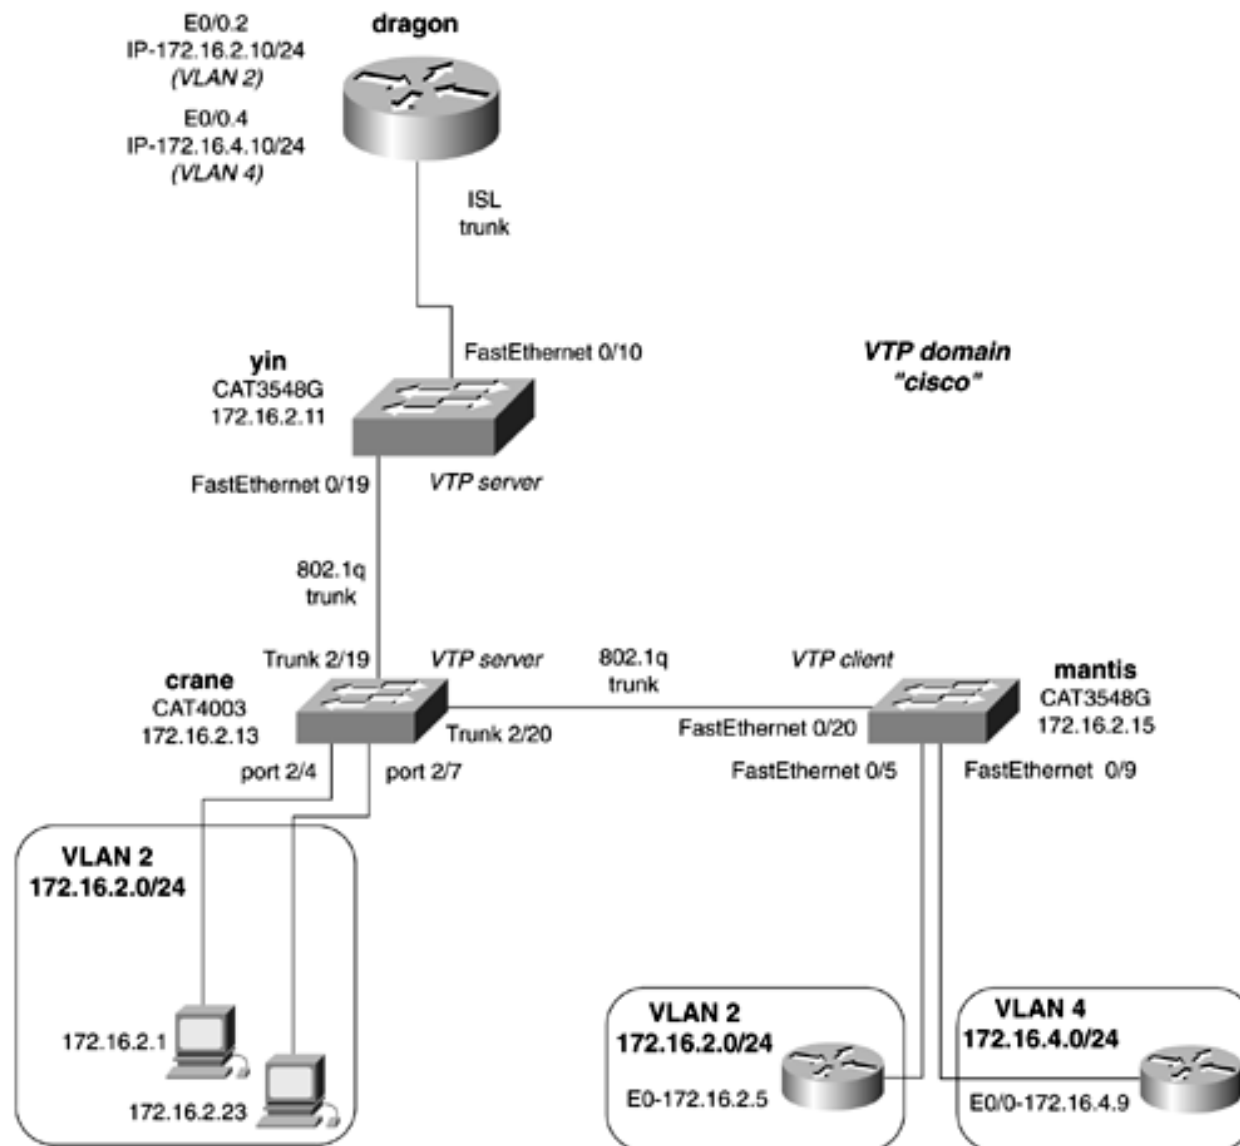 E0/0.2
IP-172.16.2.10/24
(VLAN 2)
E0/0.4
IP-172.16.4.10/24
(VLAN 4)
dragon
ISL
trunk
FastEthernet 0/10
yin
CAT3548G
172.16.2.11
VTP domain
"cisco"
FastEthernet 0/19
VTP server
802.1q
trunk
Trunk 2/19
VTP server
crane
CAT4003
172.16.2.13
Trunk 2/20
port 2/4
port 2/7
802.1q
trunk
VTP client
mantis
CAT3548G
172.16.2.15
FastEthernet 0/20
FastEthernet 0/5
FastEthernet 0/9
VLAN 2
172.16.2.0/24
172.16.2.1
172.16.2.23
VLAN 2
172.16.2.0/24
E0-172.16.2.5
VLAN 4
172.16.4.0/24
E0/0-172.16.4.9